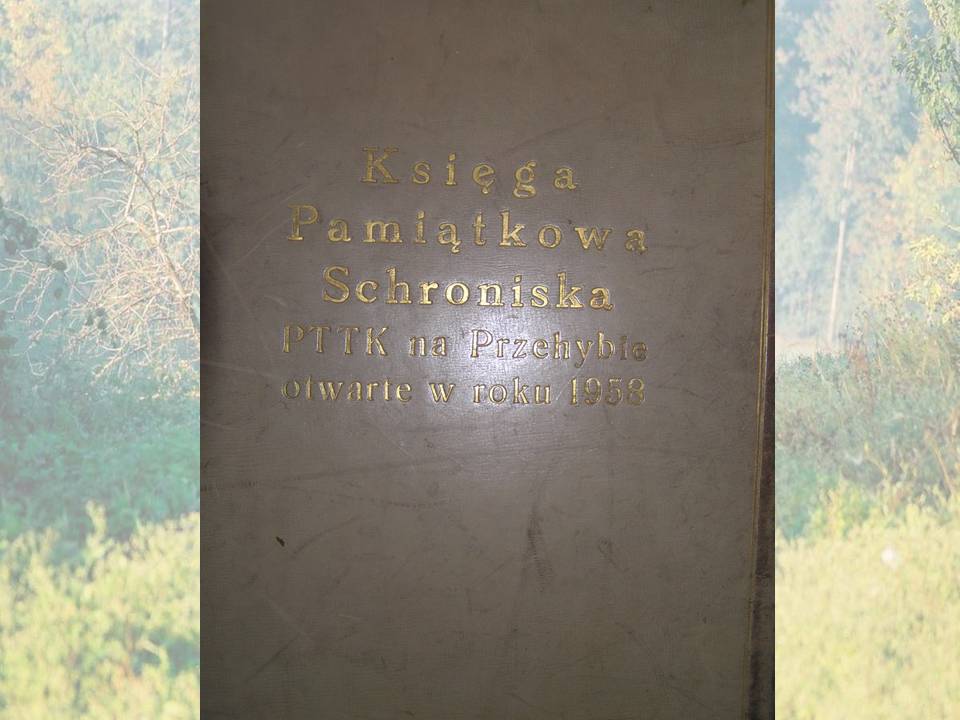 Księga
Pamiątkowa
Schroniska
PTTK na Przehybie
otwarte w roku 1958